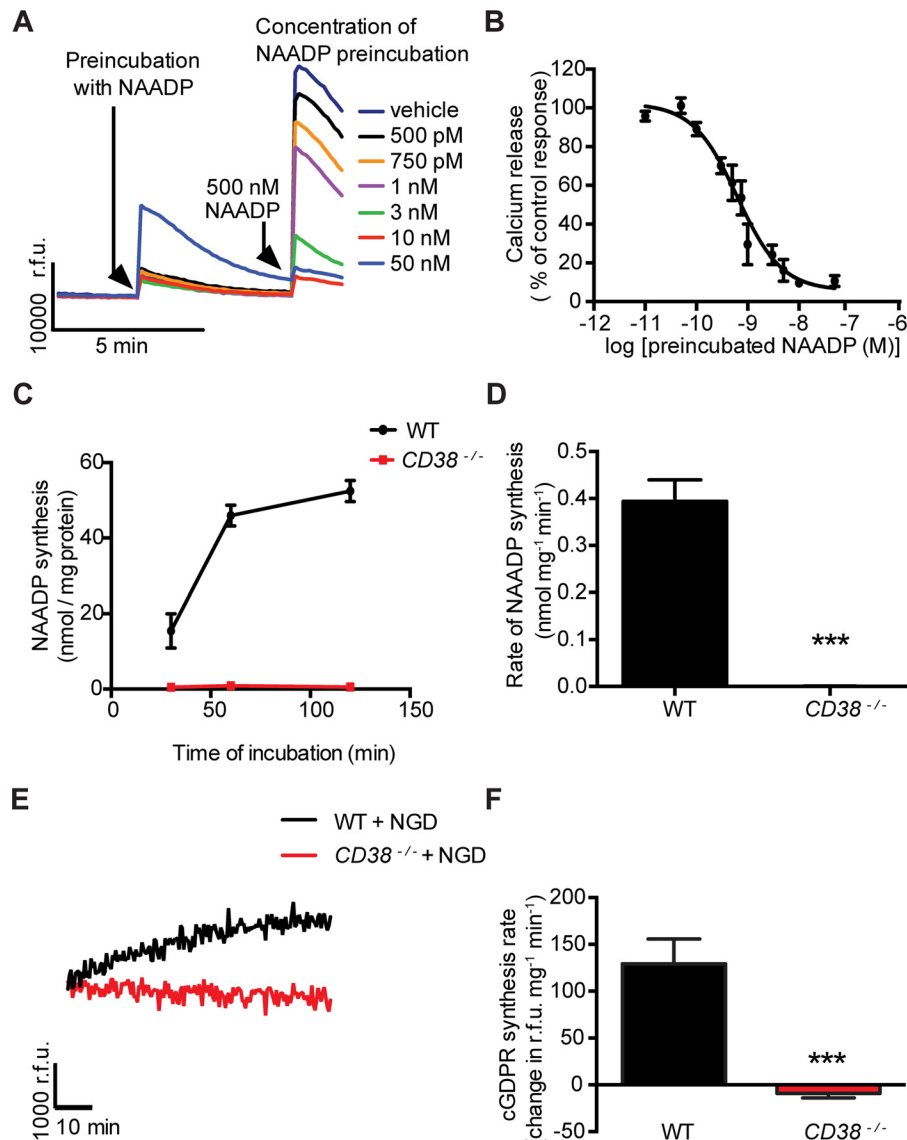 A
Preincubation
with NAADP
Concentration of
NAADP preincubation
vehicle
500 pM
750 pM
1 nM
3 nM
10 nM
50 nM
500 nM
NAADP
10000 r.f.u.
5 min
B
Calcium release
( % of control response)
120
100
80
60
40
20
0
-12 -11 -10 -9 -8 -7 -6
log [preincubated NAADP (M)]
C
WT
CD38 -/-
NAADP synthesis
(nmol / mg protein)
60
40
20
0
0 50 100 150
Time of incubation (min)
D
Rate of NAADP synthesis
(nmol mg-1 min-1)
0.5
0.4
0.3
0.2
0.1
0.0
***
WT CD38 -/-
E
WT + NGD
CD38 -/- + NGD
1000 r.f.u.
10 min
F
cGDPR synthesis rate
(change in r.f.u. mg-1 min-1)
200
150
100
50
0
-50
***
WT CD38 -/-